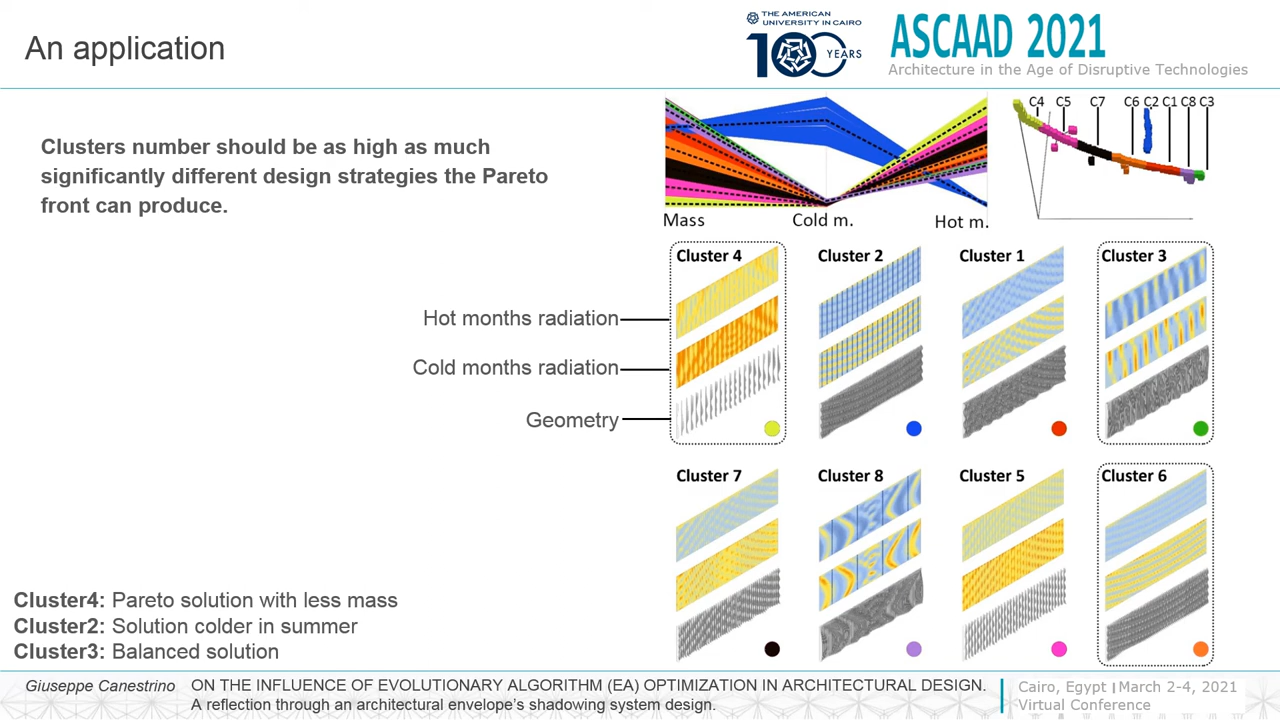 An application
THE AMERICAN
UNIVERSITY IN CAIRO
100 YEARS
ASCAAD 2021
Architecture in the Age of Disruptive Technologies
Clusters number should be as high as much
significantly different design strategies the Pareto
front can produce.
Mass Cold m. Hot m.
C4 C5 C7 C6 C2 C1 C8 C3
Cluster 4 Cluster 2 Cluster 1 Cluster 3
Hot months radiation
Cold months radiation
Geometry
Cluster 7 Cluster 8 Cluster 5 Cluster 6
Cluster4: Pareto solution with less mass
Cluster2: Solution colder in summer
Cluster3: Balanced solution
Giuseppe Canestrino
ON THE INFLUENCE OF EVOLUTIONARY ALGORITHM (EA) OPTIMIZATION IN ARCHITECTURAL DESIGN.
A reflection through an architectural envelope's shadowing system design.
Cairo, Egypt | March 2-4, 2021
Virtual Conference